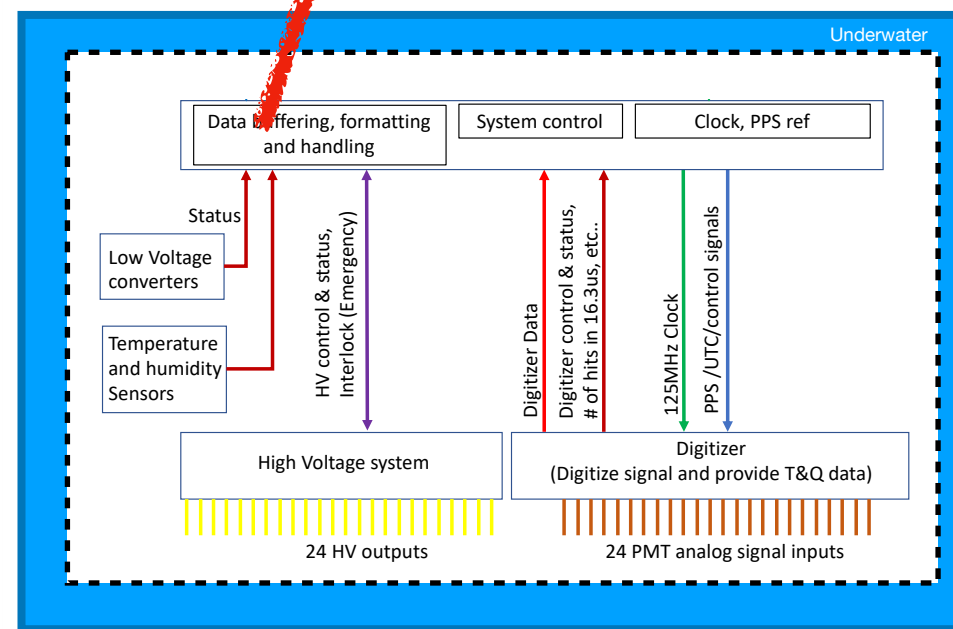 Underwater
Data buffering, formatting
and handling
System control
Clock, PPS ref
Status
Low Voltage
converters
Temperature
and humidity
Sensors
HV control & status,
Interlock (Emergency)
Digitizer Data
Digitizer control & status,
# of hits in 16.3us, etc..
125MHz Clock
PPS /UTC/control signals
High Voltage system
Digitizer
(Digitize signal and provide T&Q data)
24 HV outputs
24 PMT analog signal inputs